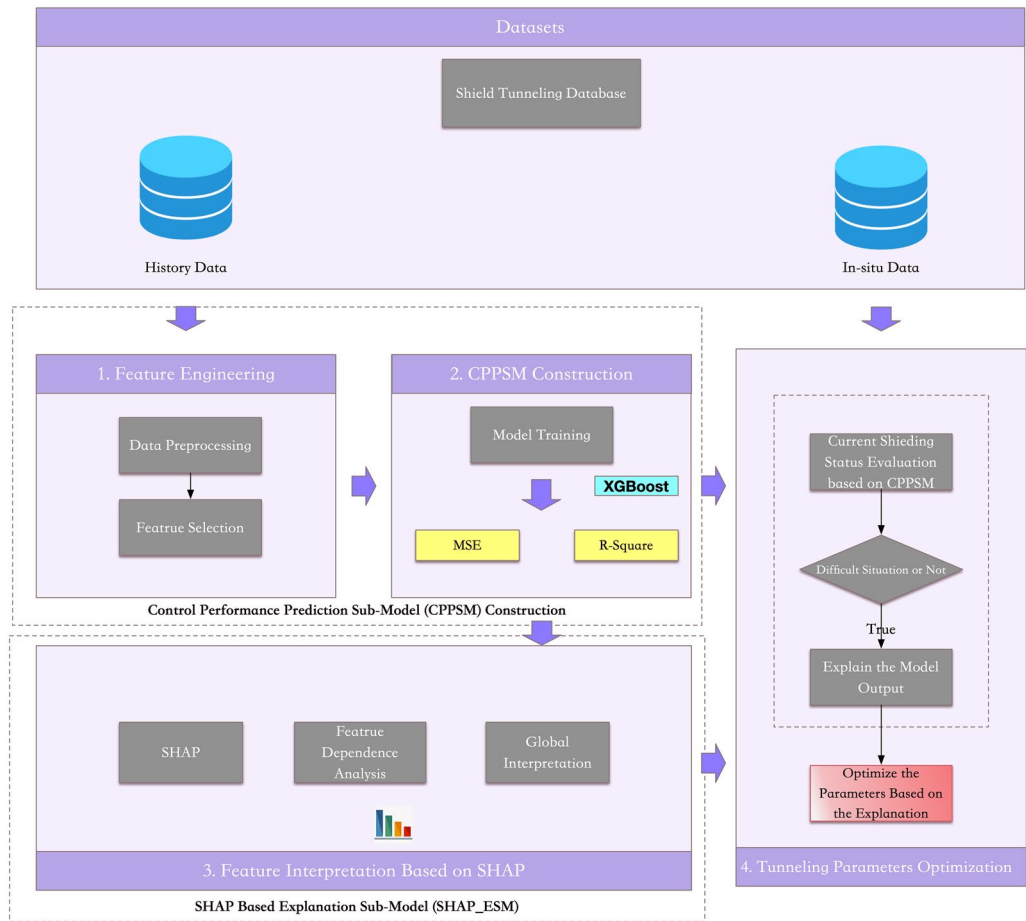 Datasets
Shield Tunneling Database
History Data
In-situ Data
1. Feature Engineering
Data Preprocessing
Featrue Selection
2. CPPSM Construction
Model Training
XGBoost
MSE
R-Square
Control Performance Prediction Sub-Model (CPPSM) Construction
SHAP
Featrue
Dependence
Analysis
Global
Interpretation
3. Feature Interpretation Based on SHAP
SHAP Based Explanation Sub-Model (SHAP_ESM)
Current Shieding
Status Evaluation
based on CPPSM
Difficult Situation or Not
True
Explain the Model
Output
Optimize the
Parameters Based on
the Explanation
4. Tunneling Parameters Optimization